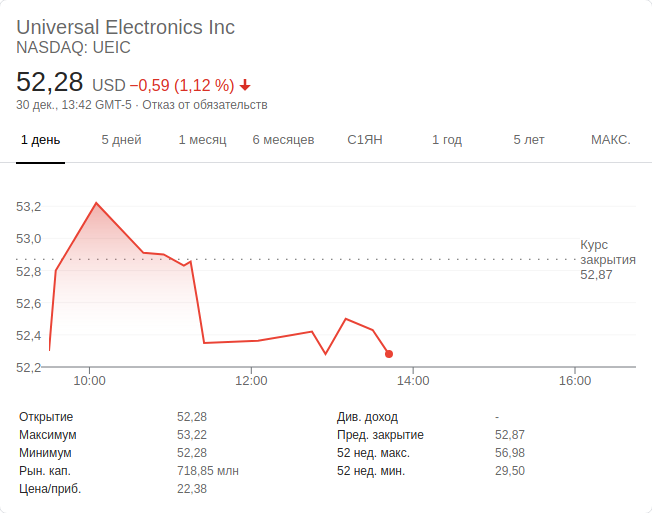 Universal Electronics Inc
NASDAQ: UEIC
52,28 USD −0,59 (1,12 %)
30 дек., 13:42 GMT-5 · Отказ от обязательств
1 день 5 дней 1 месяц 6 месяцев С1ЯН 1 год 5 лет МАКС.
53,2
53,0
52,8
52,6
52,4
52,2
Курс
закрытия
52,87
10:00 12:00 14:00 16:00
Открытие 52,28 Див. доход -
Максимум 53,22 Пред. закрытие 52,87
Минимум 52,28 52 нед. макс. 56,98
Рын. кап. 718,85 млн 52 нед. мин. 29,50
Цена/приб. 22,38